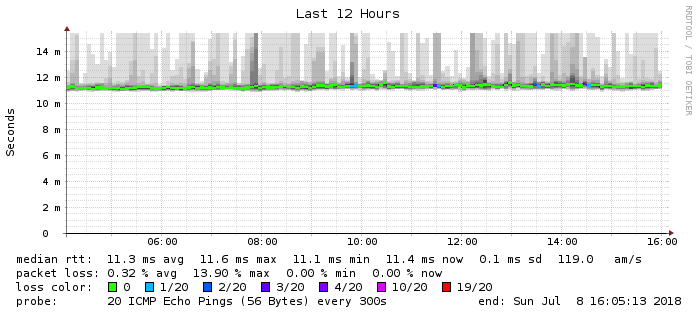 Last 12 Hours
RRDTOOL / TOBI OETIKER
Seconds
14 m
12 m
10 m
8 m
6 m
4 m
2 m
0
06:00 08:00 10:00 12:00 14:00 16:00
median rtt: 11.3 ms avg 11.6 ms max 11.1 ms min 11.4 ms now 0.1 ms sd 119.0 am/s
packet loss: 0.32 % avg 13.90 % max 0.00 % min 0.00 % now
loss color: 0 1/20 2/20 3/20 4/20 10/20 19/20
probe: 20 ICMP Echo Pings (56 Bytes) every 300s end: Sun Jul 8 16:05:13 2018